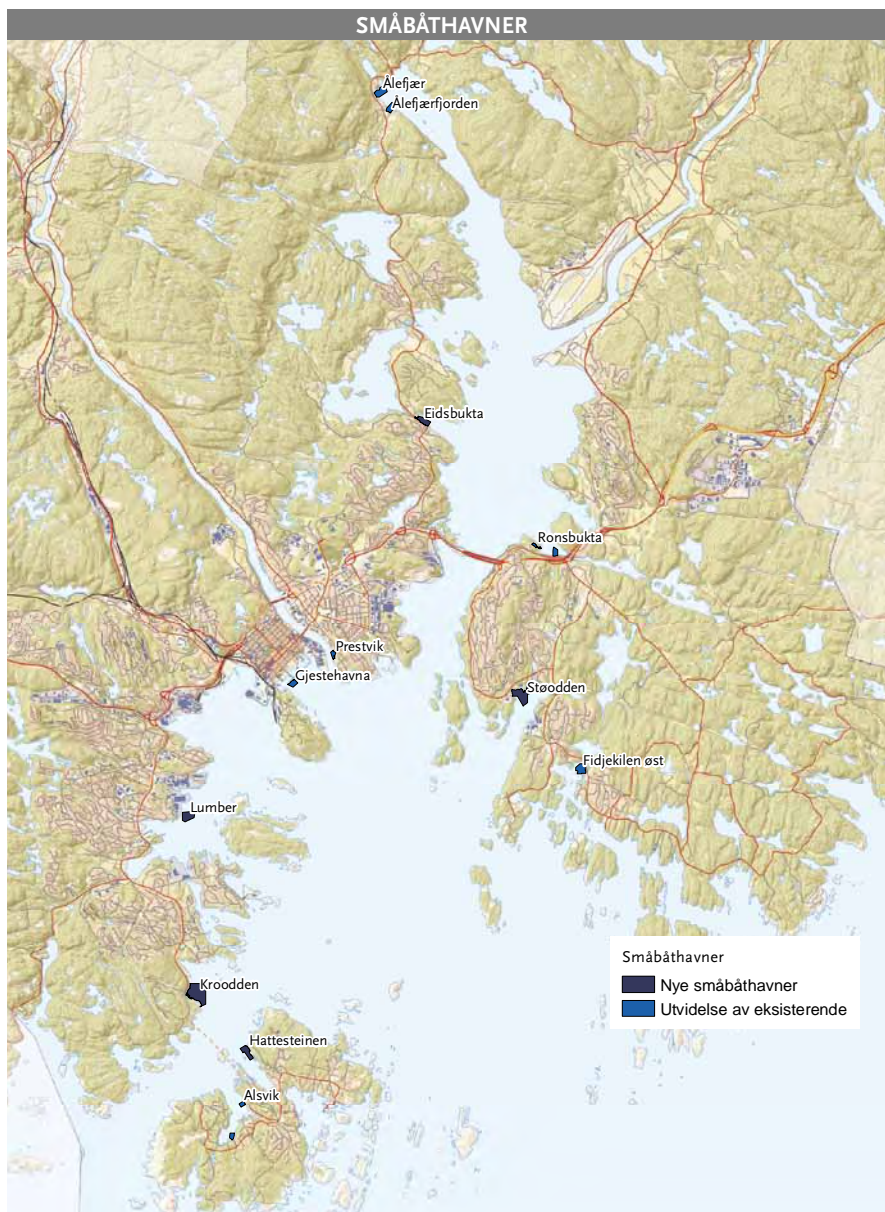 SMÅBÅTHAVNER
Ålefjær
Ålefjærfjorden
Eidsbukta
Ronsbukta
Prestvik
Gjestehavna
Støodden
Fidjekilen øst
Lumber
Småbåthavner
Nye småbåthavner
Utvidelse av eksisterende
Kroodden
Hattesteinen
Alsvik